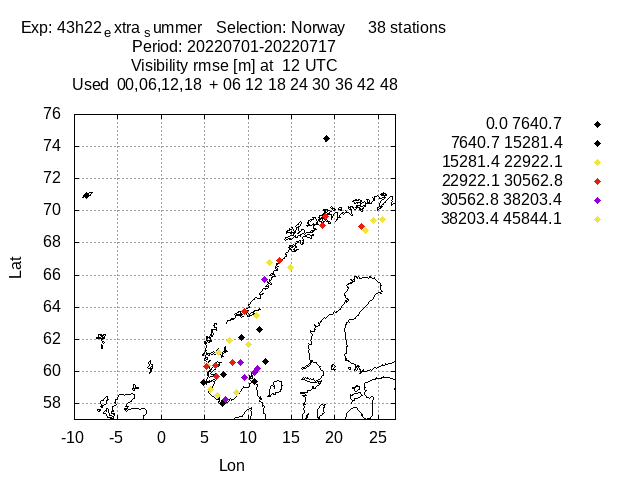 Exp: 43h22extrasummer   Selection: Norway     38 stations
Period: 20220701-20220717
Visibility rmse [m] at  12 UTC
Used  00,06,12,18  + 06 12 18 24 30 36 42 48
0.0 7640.7
7640.7 15281.4
15281.4 22922.1
22922.1 30562.8
30562.8 38203.4
38203.4 45844.1
76
74
72
70
68
66
64
62
60
58
Lat
-10 -5 0 5 10 15 20 25
Lon